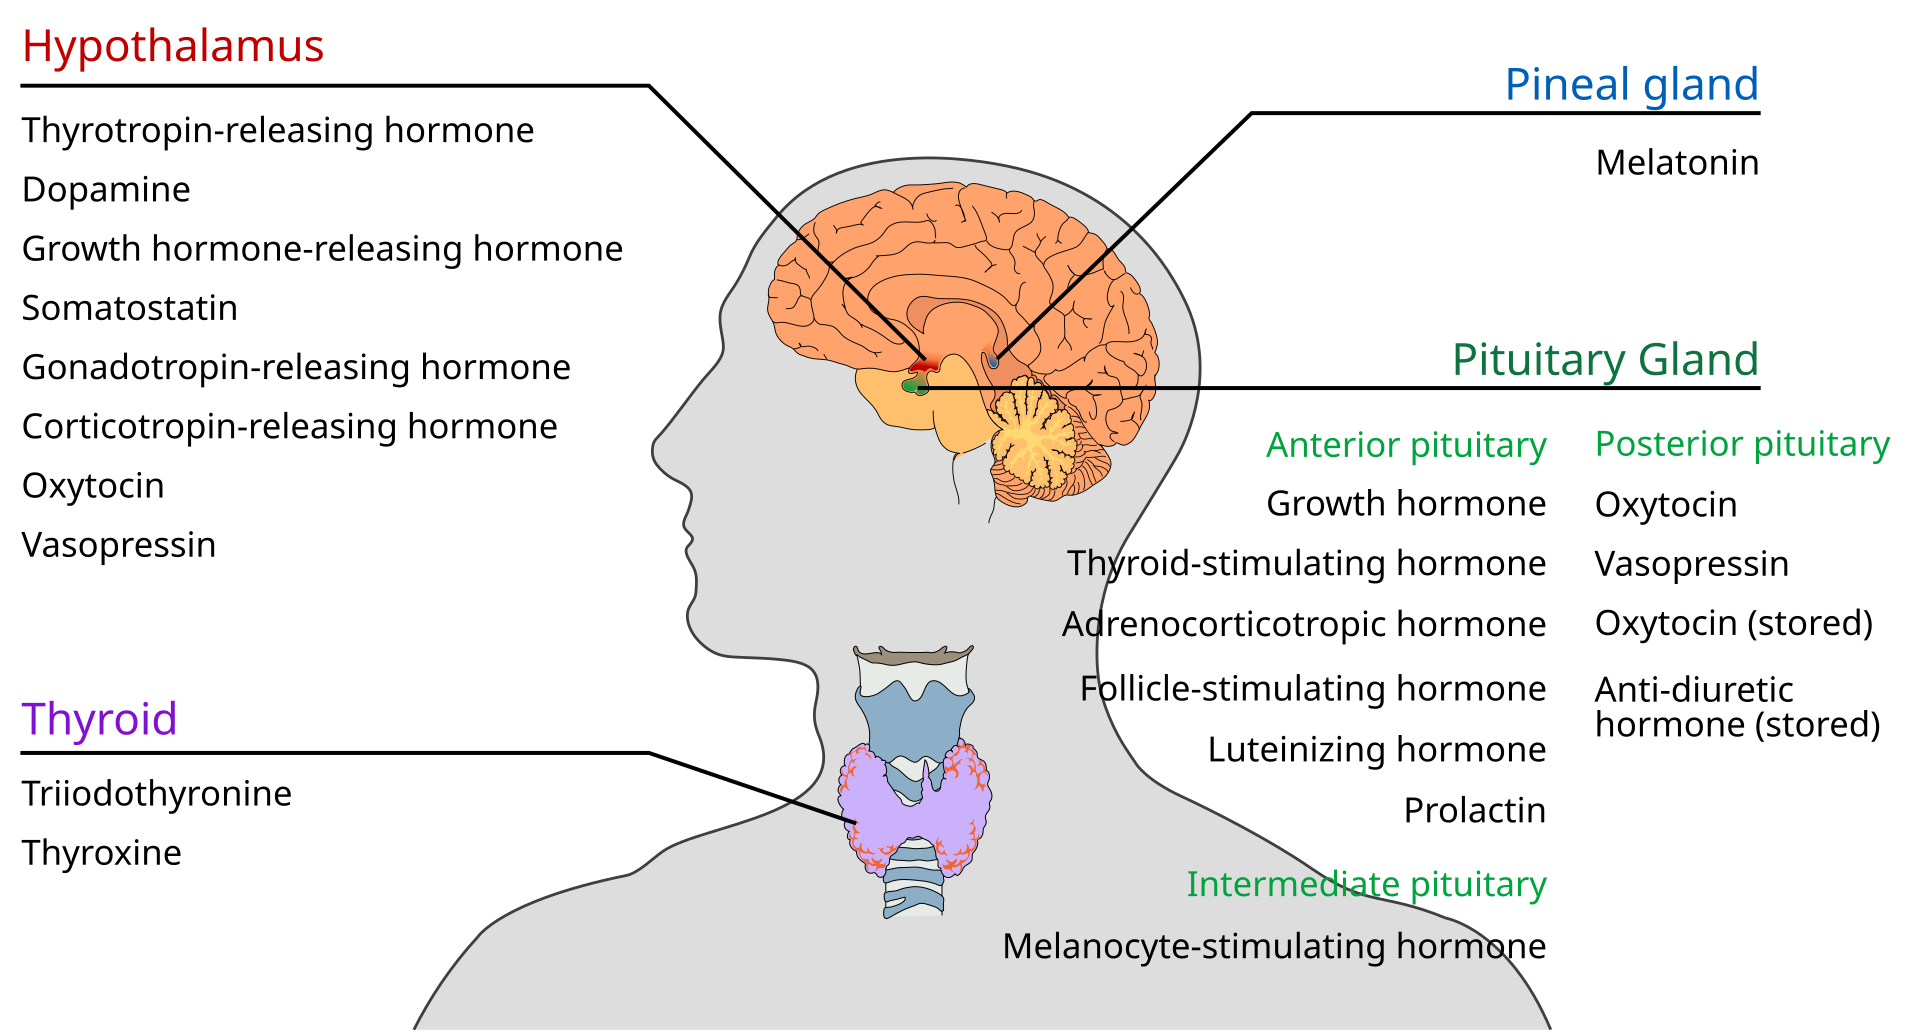 Hypothalamus
Thyrotropin-releasing hormone
Dopamine
Growth hormone-releasing hormone
Somatostatin
Gonadotropin-releasing hormone
Corticotropin-releasing hormone
Oxytocin
Vasopressin
Thyroid
Triiodothyronine
Thyroxine
Pineal gland
Melatonin
Pituitary Gland
Anterior pituitary
Growth hormone
Thyroid-stimulating hormone
Adrenocorticotropic hormone
Follicle-stimulating hormone
Luteinizing hormone
Prolactin
Intermediate pituitary
Melanocyte-stimulating hormone
Posterior pituitary
Oxytocin
Vasopressin
Oxytocin (stored)
Anti-diuretic
hormone (stored)